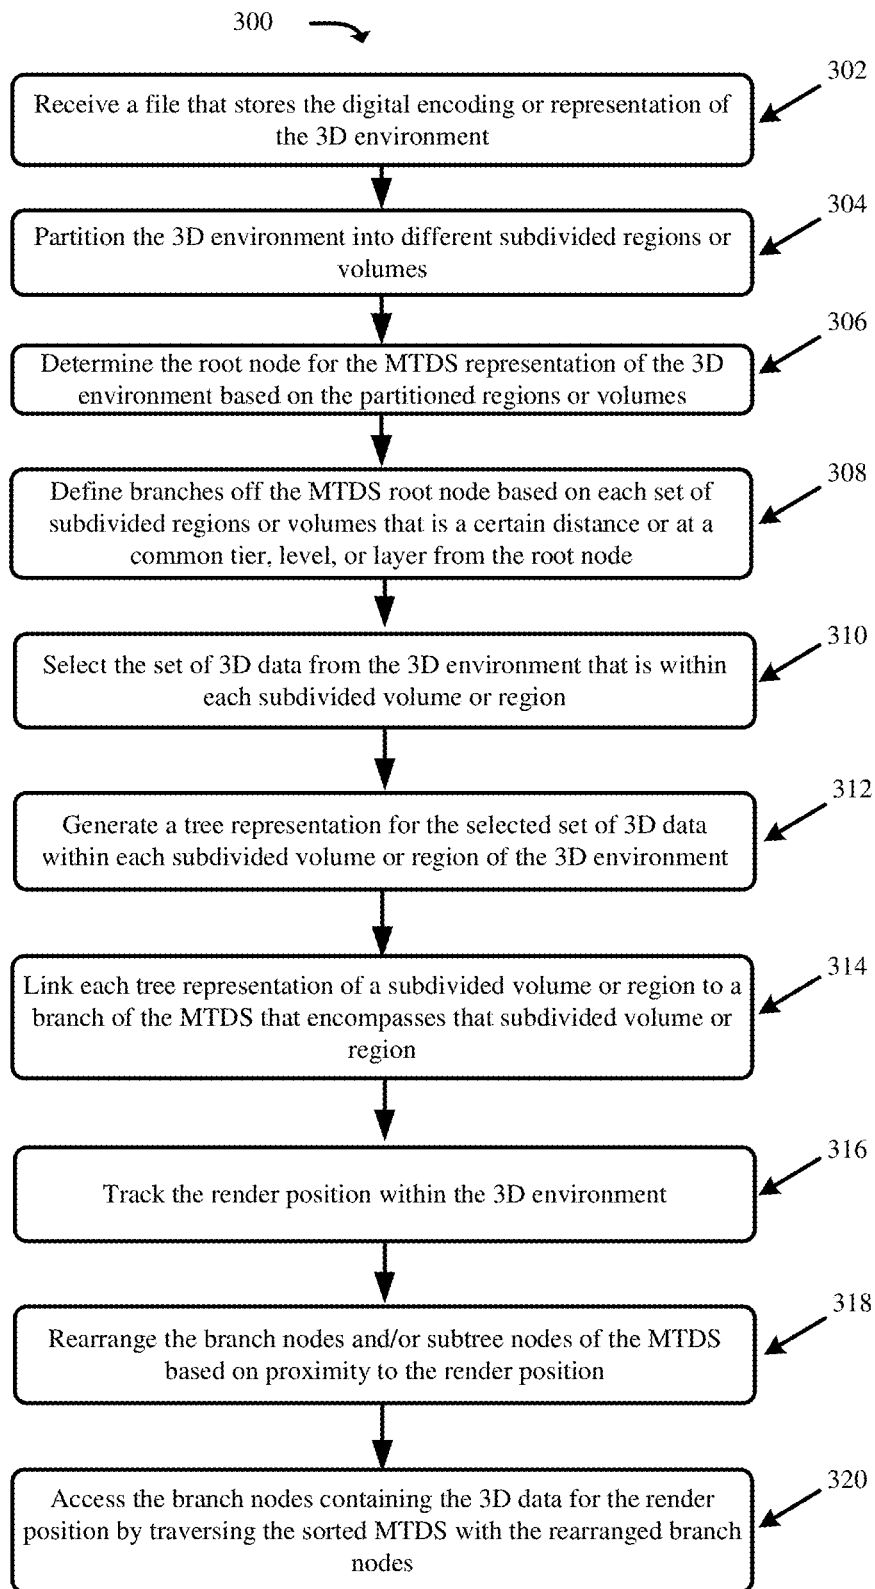 300
302
Receive a file that stores the digital encoding or representation of
the 3D environment
304
Partition the 3D environment into different subdivided regions or
volumes
306
Determine the root node for the MTDS representation of the 3D
environment based on the partitioned regions or volumes
308
Define branches off the MTDS root node based on each set of
subdivided regions or volumes that is a certain distance or at a
common tier, level, or layer from the root node
310
Select the set of 3D data from the 3D environment that is within
each subdivided volume or region
312
Generate a tree representation for the selected set of 3D data
within each subdivided volume or region of the 3D environment
314
Link each tree representation of a subdivided volume or region to a
branch of the MTDS that encompasses that subdivided volume or
region
316
Track the render position within the 3D environment
318
Rearrange the branch nodes and/or subtree nodes of the MTDS
based on proximity to the render position
320
Access the branch nodes containing the 3D data for the render
position by traversing the sorted MTDS with the rearranged branch
nodes